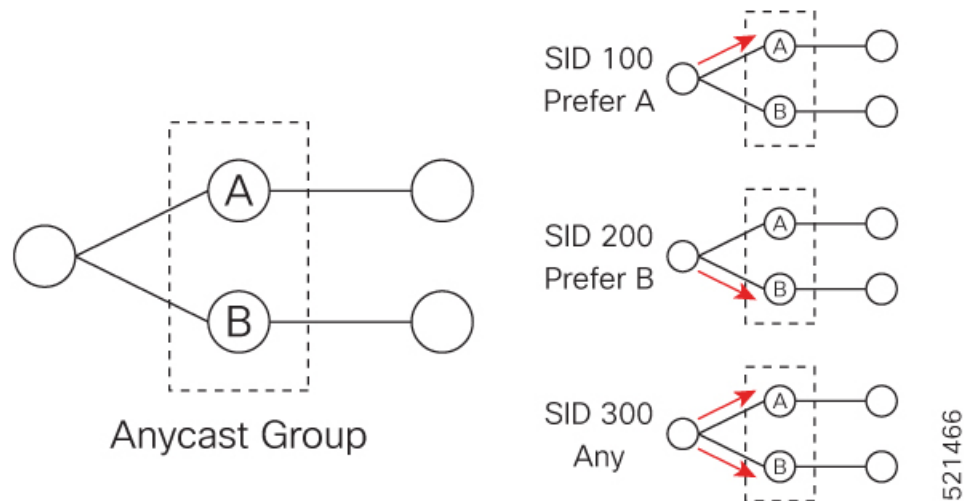 A
B
Anycast Group
SID 100
Prefer A
A
B
SID 200
Prefer B
A
B
SID 300
Any
A
B
521466